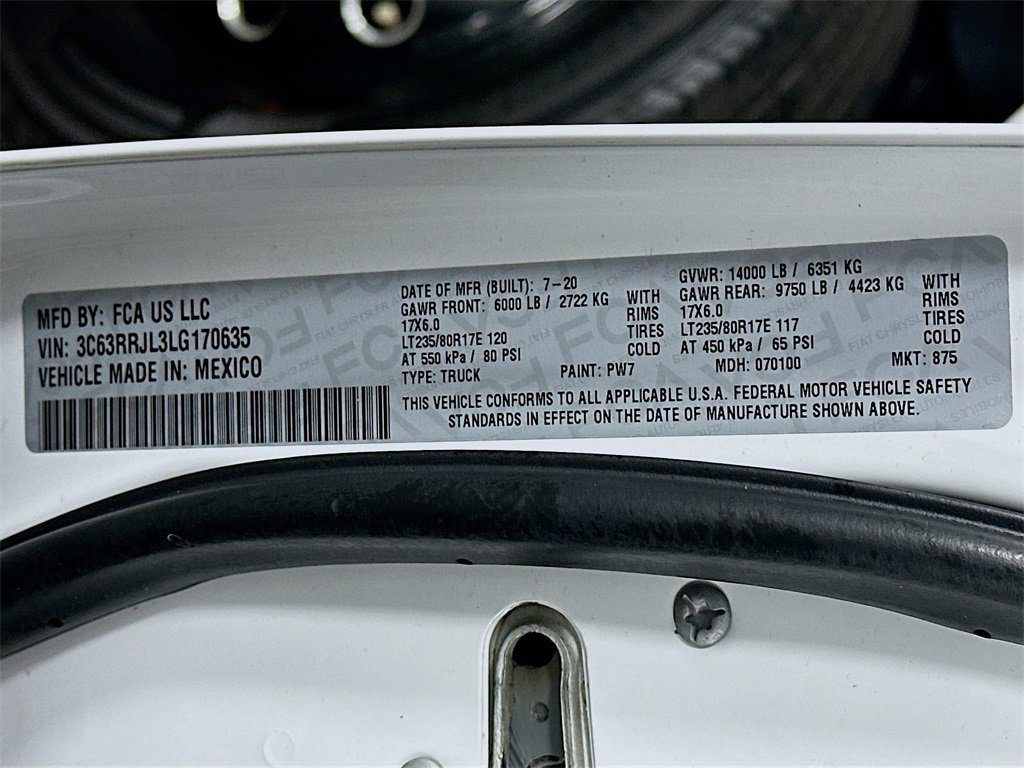 MFD BY: FCA US LLC
VIN: 3C63RRJL3LG170635
VEHICLE MADE IN: MEXICO
DATE OF MFR (BUILT): 7-20
GAWR FRONT: 6000 LB / 2722 KG
17X6.0
LT235/80R17E 120
AT 550 kPa / 80 PSI
WITH
RIMS
TIRES
COLD
GVWR: 14000 LB / 6351 KG
GAWR REAR: 9750 LB / 4423 KG
17X6.0
LT235/80R17E 117
AT 450 kPa / 65 PSI
WITH
RIMS
TIRES
COLD
TYPE: TRUCK PAINT: PW7 MDH: 070100 MKT: 875
THIS VEHICLE CONFORMS TO ALL APPLICABLE U.S.A. FEDERAL MOTOR VEHICLE SAFETY
STANDARDS IN EFFECT ON THE DATE OF MANUFACTURE SHOWN ABOVE.